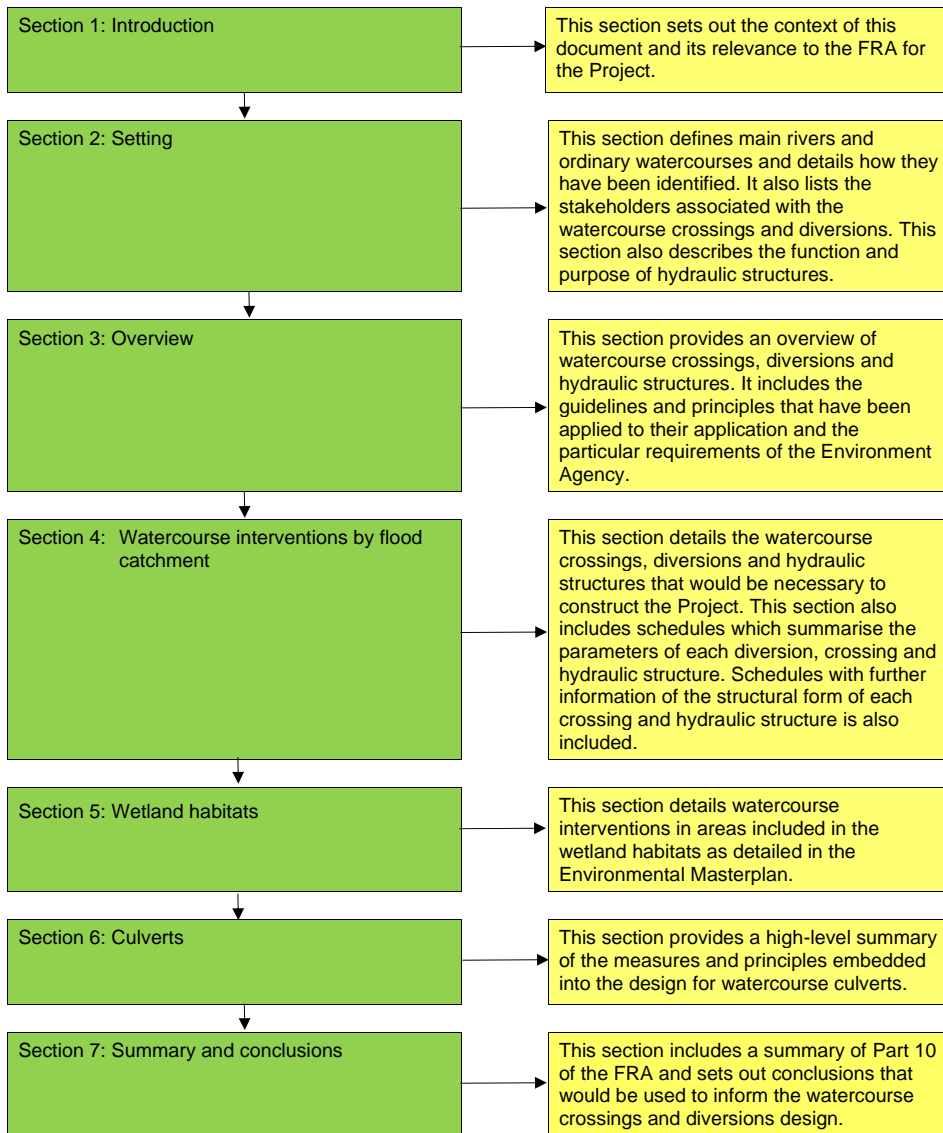 Section 1: Introduction
This section sets out the context of this
document and its relevance to the FRA for
the Project.
Section 2: Setting
This section defines main rivers and
ordinary watercourses and details how they
have been identified. It also lists the
stakeholders associated with the
watercourse crossings and diversions. This
section also describes the function and
purpose of hydraulic structures.
Section 3: Overview
This section provides an overview of
watercourse crossings, diversions and
hydraulic structures. It includes the
guidelines and principles that have been
applied to their application and the
particular requirements of the Environment
Agency.
Section 4: Watercourse interventions by flood
catchment
This section details the watercourse
crossings, diversions and hydraulic
structures that would be necessary to
construct the Project. This section also
includes schedules which summarise the
parameters of each diversion, crossing and
hydraulic structure. Schedules with further
information of the structural form of each
crossing and hydraulic structure is also
included.
Section 5: Wetland habitats
This section details watercourse
interventions in areas included in the
wetland habitats as detailed in the
Environmental Masterplan.
Section 6: Culverts
This section provides a high-level summary
of the measures and principles embedded
into the design for watercourse culverts.
Section 7: Summary and conclusions
This section includes a summary of Part 10
of the FRA and sets out conclusions that
would be used to inform the watercourse
crossings and diversions design.